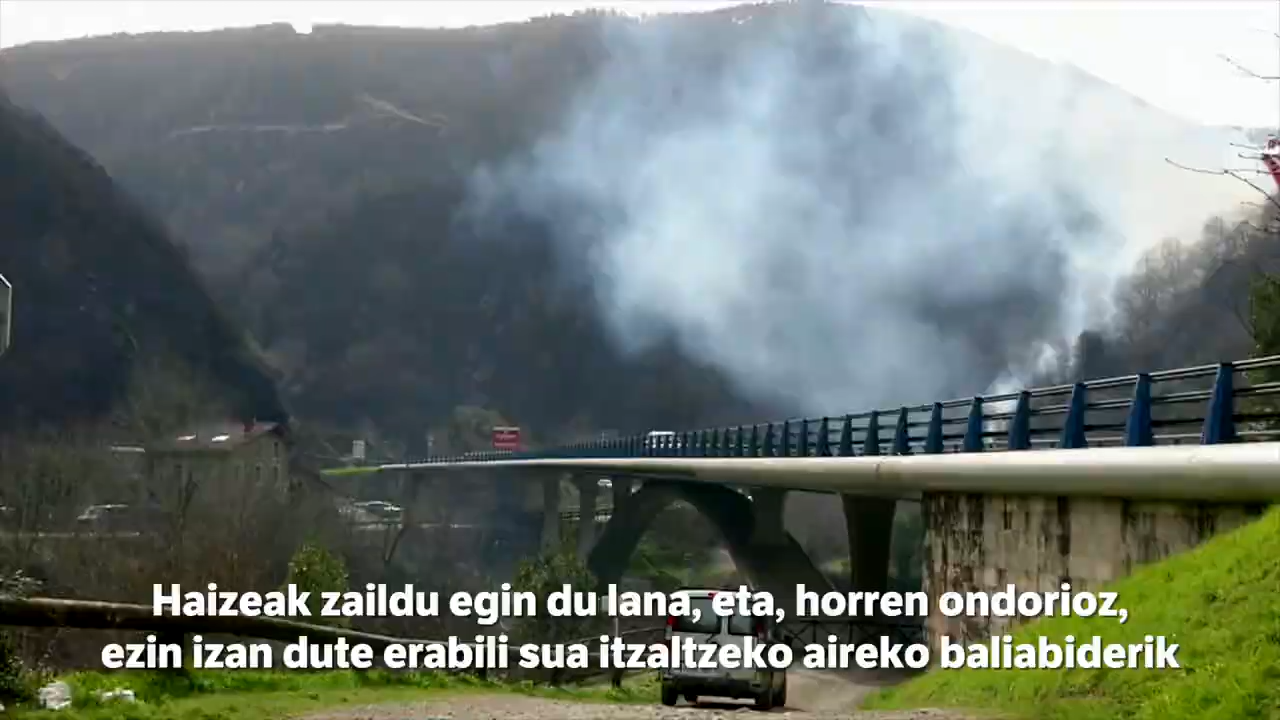 Haizeak zaildu egin du lana, eta, horren ondorioz,
ezin izan dute erabili sua itzaltzeko aireko baliabiderik